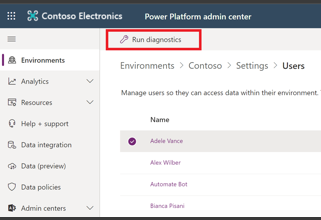 Contoso Electronics Power Platform admin center
Run diagnostics
Environments
Analytics
Resources
Help + support
Data integration
Data (preview)
Data policies
Admin centers
Environments > Contoso > Settings > Users
Manage users so they can access data within their environment.
Name
Adele Vance
Alex Wilber
Automate Bot
Bianca Pisani